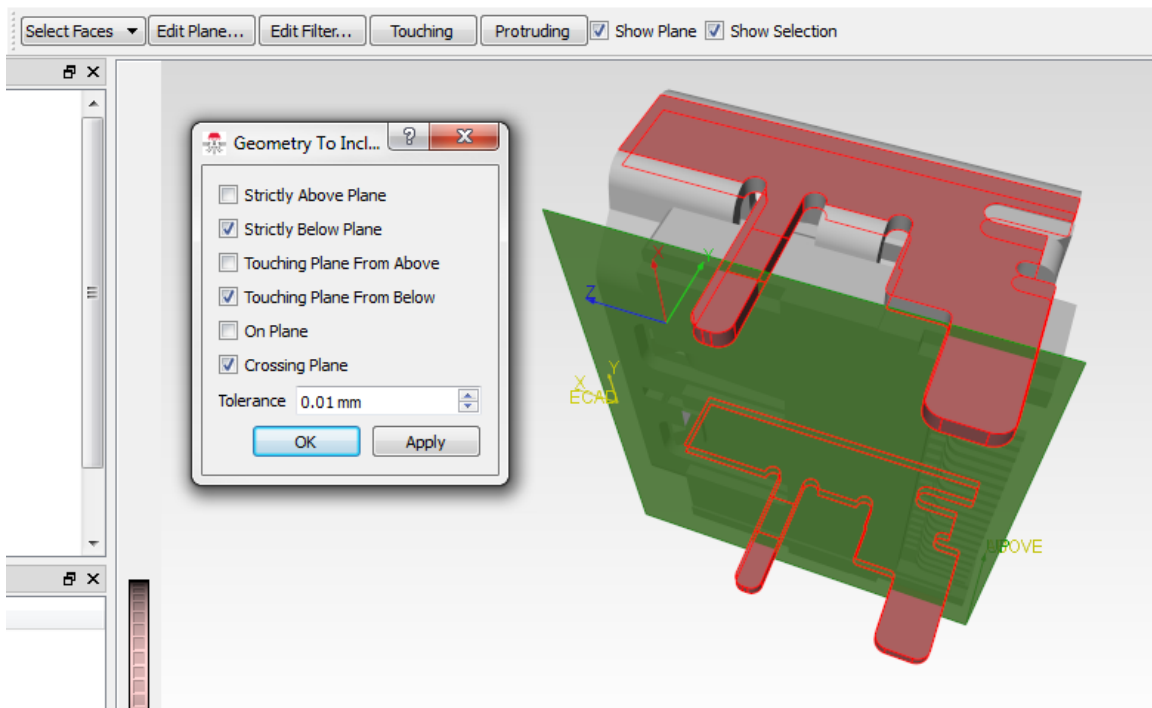 Select Faces Edit Plane... Edit Filter... Touching Protruding Show Plane Show Selection
Geometry To Incl...
Strictly Above Plane
Strictly Below Plane
Touching Plane From Above
Touching Plane From Below
On Plane
Crossing Plane
Tolerance 0.01 mm
OK Apply
X
Y
Z
X Y
ECAD